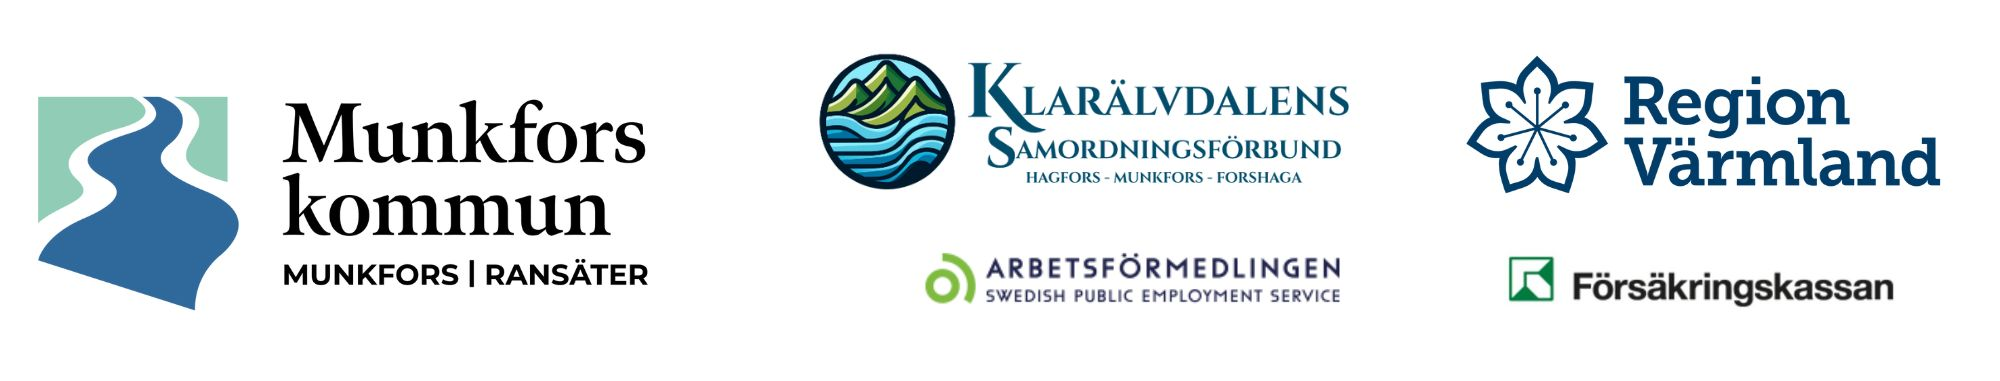 Munkfors
kommun
MUNKFORS | RANSÄTER
KLARÄLVDALENS
SAMORDNINGSFÖRBUND
HAGFORS - MUNKFORS - FORSHAGA
Region
Värmland
ARBETSFÖRMEDLINGEN
SWEDISH PUBLIC EMPLOYMENT SERVICE
Försäkringskassan